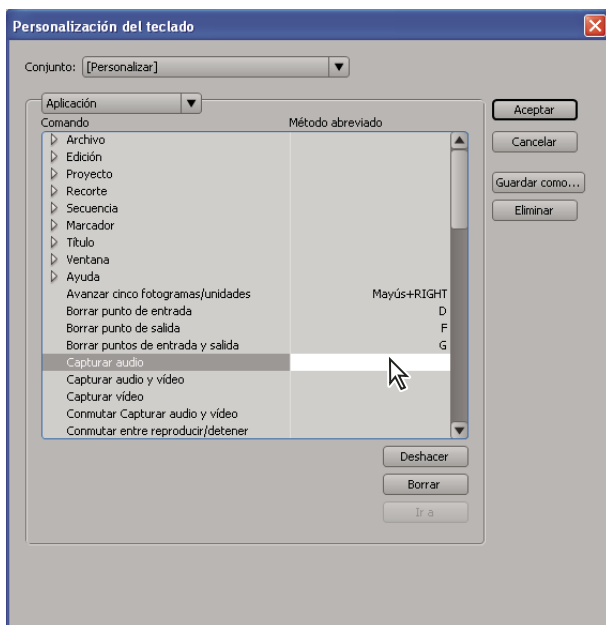 Personalización del teclado
Conjunto: [Personalizar]
Aplicación
Comando Método abreviado
Archivo
Edición
Proyecto
Recorte
Secuencia
Marcador
Título
Ventana
Ayuda
Avanzar cinco fotogramas/unidades Mayús+RIGHT
Borrar punto de entrada D
Borrar punto de salida F
Borrar puntos de entrada y salida G
Capturar audio
Capturar audio y vídeo
Capturar vídeo
Conmutar Capturar audio y vídeo
Conmutar entre reproducir/detener
Aceptar
Cancelar
Guardar como...
Eliminar
Deshacer
Borrar
Ir a